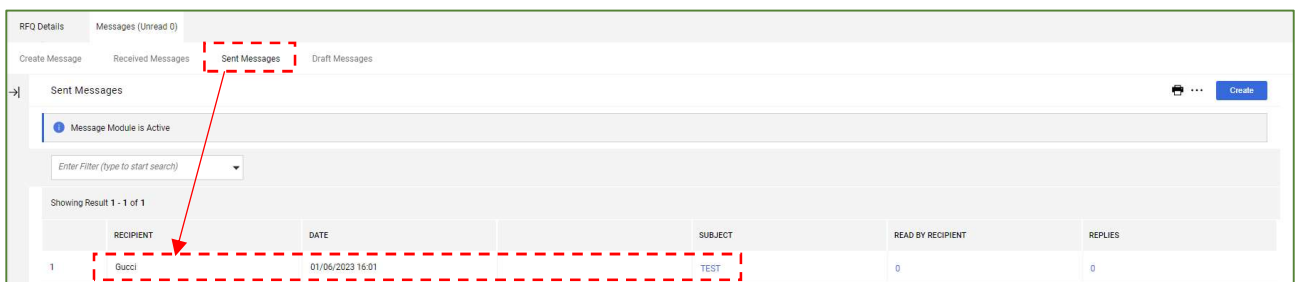 RFQ Details Messages (Unread 0)
Create Message Received Messages Sent Messages Draft Messages
Sent Messages Create
Message Module is Active
Enter Filter (type to start search)
Showing Result 1 - 1 of 1
RECIPIENT DATE SUBJECT READ BY RECIPIENT REPLIES
1 Gucci 01/06/2023 16:01 TEST 0 0